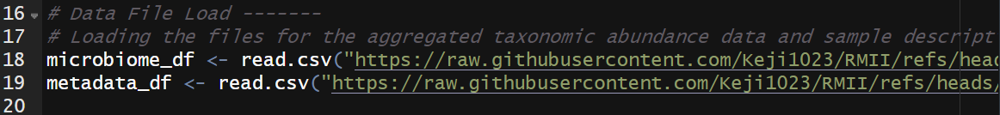 16 # Data File Load -------
17 # Loading the files for the aggregated taxonomic abundance data and sample descript
18 microbiome_df <- read.csv("https://raw.githubusercontent.com/Keji1023/RMII/refs/head
19 metadata_df <- read.csv("https://raw.githubusercontent.com/Keji1023/RMII/refs/heads/
20